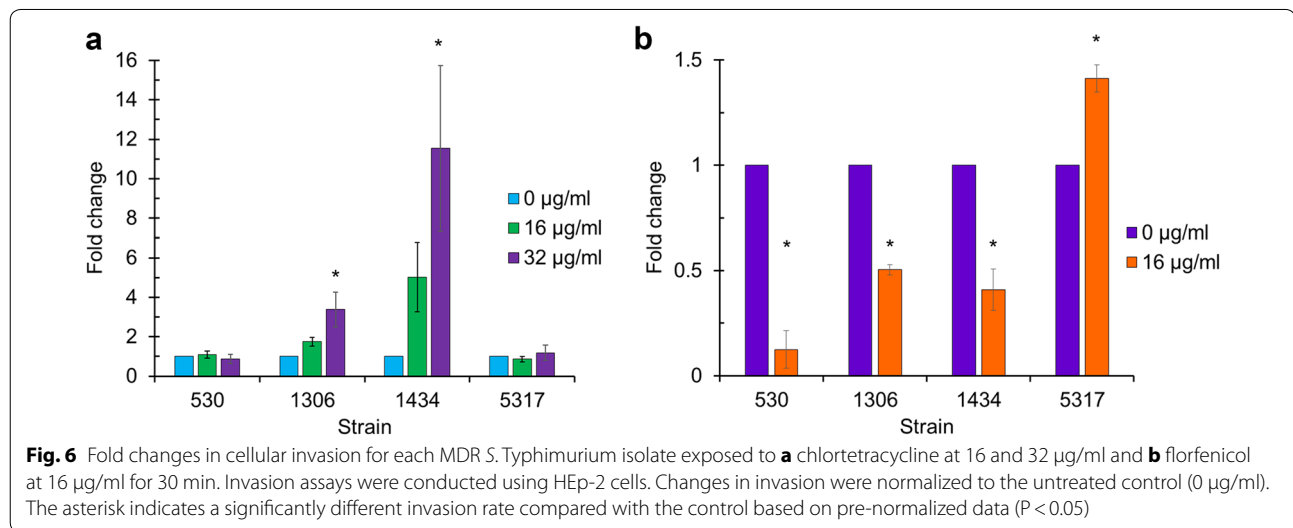 a
16
14
12
10
8
6
4
2
0
Fold change
* *
530 1306 1434 5317
Strain
0 µg/ml
16 µg/ml
32 µg/ml
b
1.5
1
0.5
0
Fold change
* * * *
530 1306 1434 5317
Strain
0 µg/ml
16 µg/ml
Fig. 6 Fold changes in cellular invasion for each MDR S. Typhimurium isolate exposed to a chlortetracycline at 16 and 32 µg/ml and b florfenicol
at 16 µg/ml for 30 min. Invasion assays were conducted using HEp-2 cells. Changes in invasion were normalized to the untreated control (0 µg/ml).
The asterisk indicates a significantly different invasion rate compared with the control based on pre-normalized data (P < 0.05)